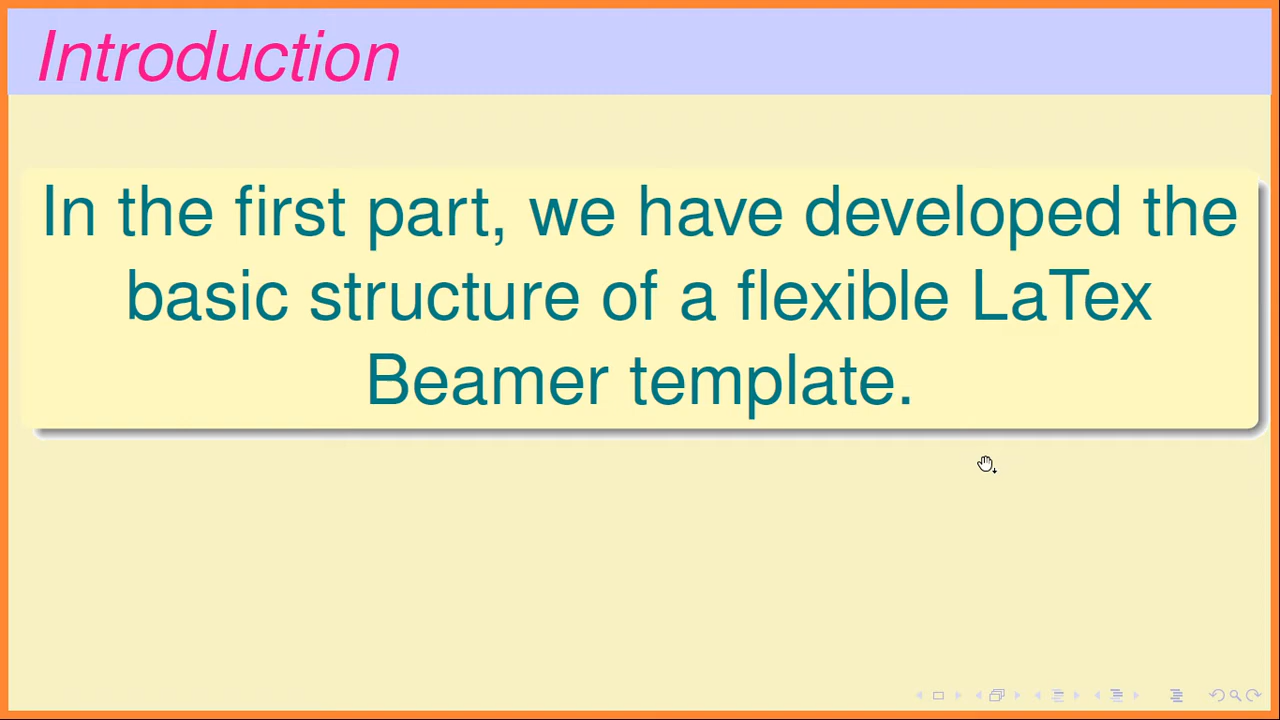 Introduction
In the first part, we have developed the
basic structure of a flexible LaTex
Beamer template.